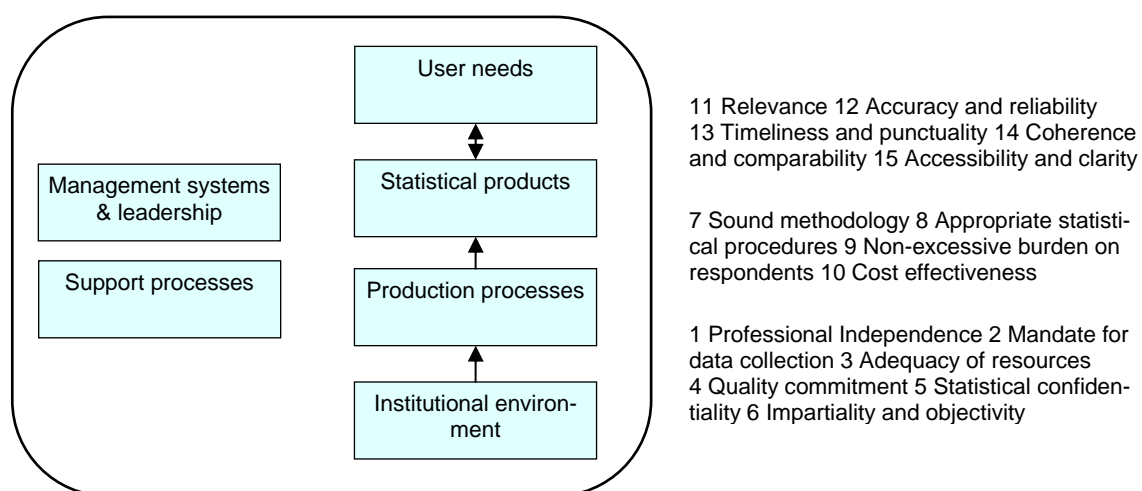 User needs
Management systems
& leadership
Statistical products
Support processes
Production processes
Institutional environ-
ment
11 Relevance 12 Accuracy and reliability
13 Timeliness and punctuality 14 Coherence
and comparability 15 Accessibility and clarity
7 Sound methodology 8 Appropriate statisti-
cal procedures 9 Non-excessive burden on
respondents 10 Cost effectiveness
1 Professional Independence 2 Mandate for
data collection 3 Adequacy of resources
4 Quality commitment 5 Statistical confiden-
tiality 6 Impartiality and objectivity